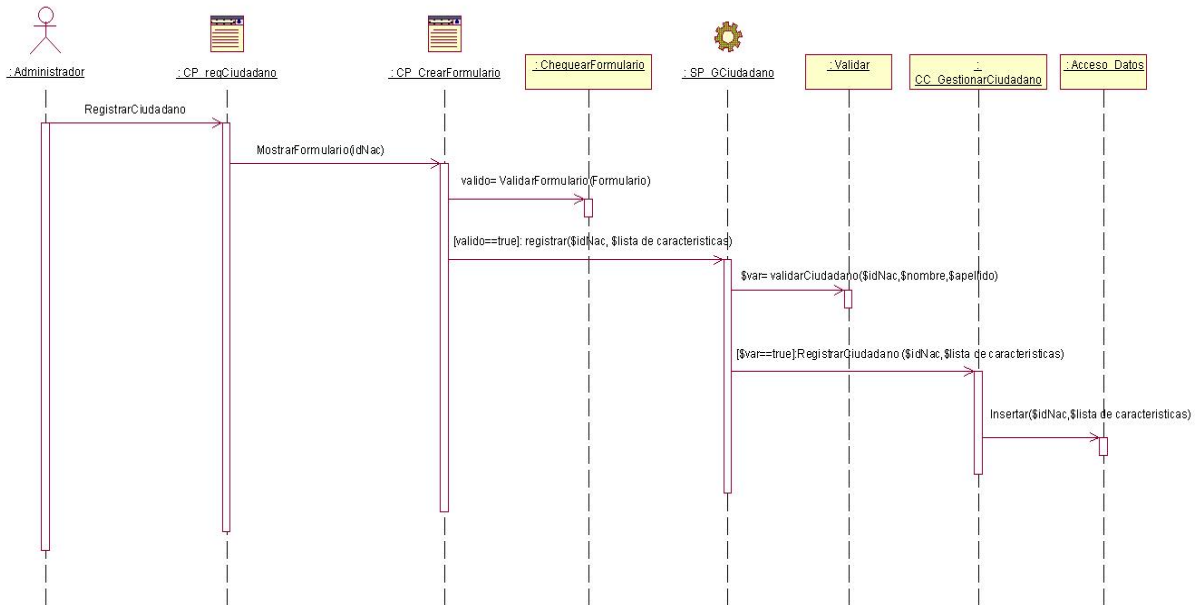 : Administrador
: CP_regCiudadano
: CP_CrearFormulario
: ChequearFormulario
: SP_GCiudadano
: Validar
:
CC_GestionarCiudadano
: Acceso_Datos
RegistrarCiudadano
MostrarFormulario(idNac)
valido= ValidarFormulario(Formulario)
[valido==true]: registrar($idNac, $lista de caracteristicas)
$var= validarCiudadano($idNac,$nombre,$apellido)
[$var==true]:RegistrarCiudadano ($idNac,$lista de caracteristicas)
Insertar($idNac,$lista de caracteristicas)